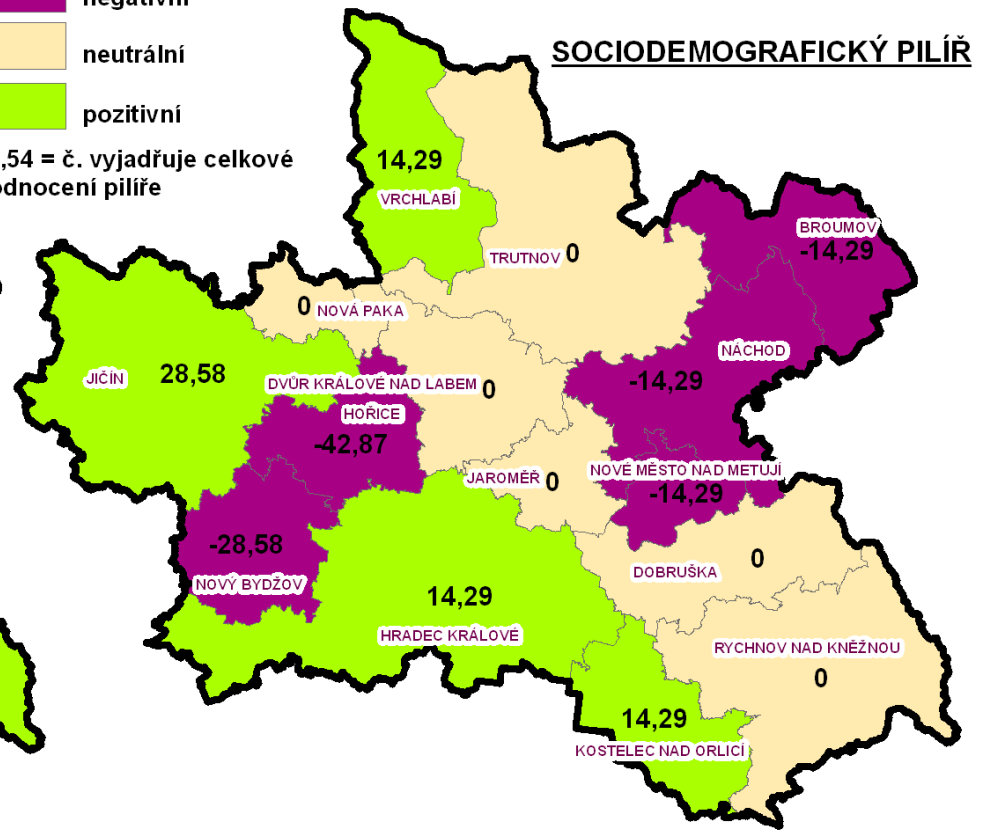 negativní
neutrální
pozitivní
,54 = č. vyjadřuje celkové
odnocení pilíře
SOCIODEMOGRAFICKÝ PILÍŘ
14,29
VRCHLABÍ
BROUMOV
-14,29
TRUTNOV 0
0 NOVÁ PAKA
NÁCHOD
-14,29
JIČÍN 28,58
DVŮR KRÁLOVÉ NAD LABEM 0
HOŘICE
-42,87
JAROMĚŘ 0
NOVÉ MĚSTO NAD METUJÍ
-14,29
-28,58
NOVÝ BYDŽOV
DOBRUŠKA 0
14,29
HRADEC KRÁLOVÉ
RYCHNOV NAD KNĚŽNOU
0
14,29
KOSTELEC NAD ORLICÍ